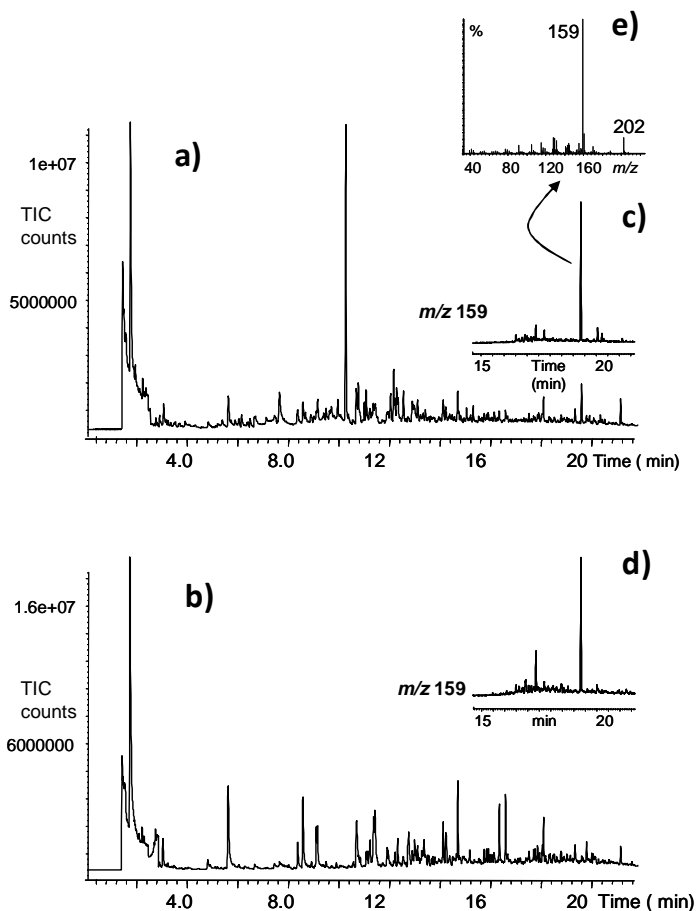 e)
%
159
202
40 80 120 160 m/z
a)
1e+07
TIC
counts
5000000
c)
m/z 159
15 Time 20
(min)
4.0 8.0 12 16 20 Time ( min)
d)
b)
1.6e+07
TIC
counts
6000000
m/z 159
15 min 20
4.0 8.0 12 16 20 Time ( min)